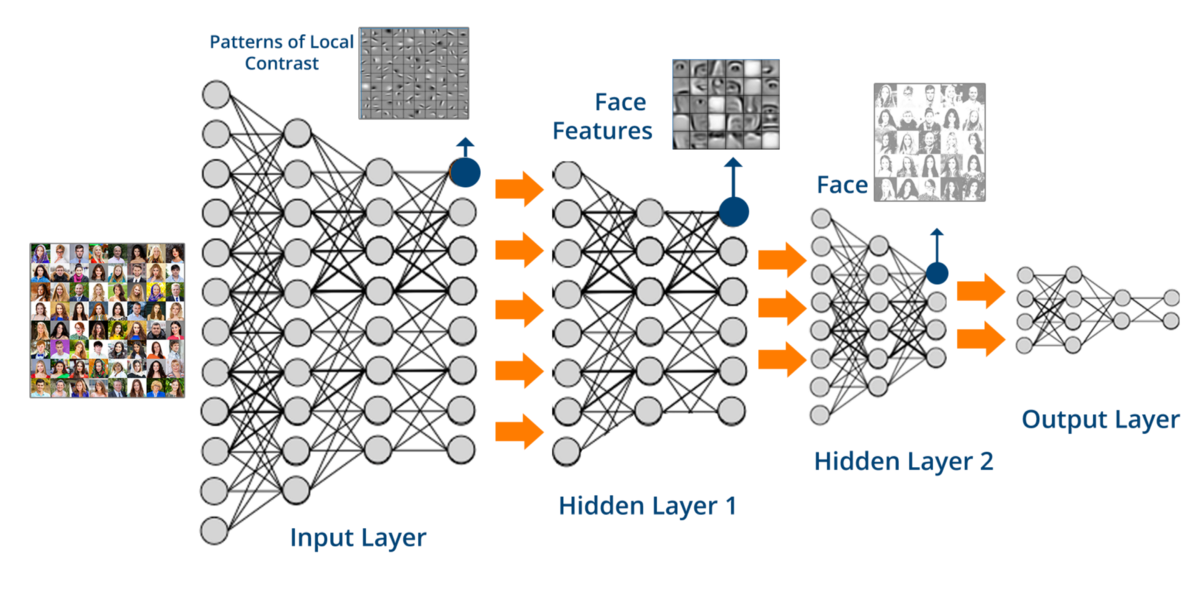 Patterns of Local
Contrast
Face
Features
Face
Input Layer
Hidden Layer 1
Hidden Layer 2
Output Layer